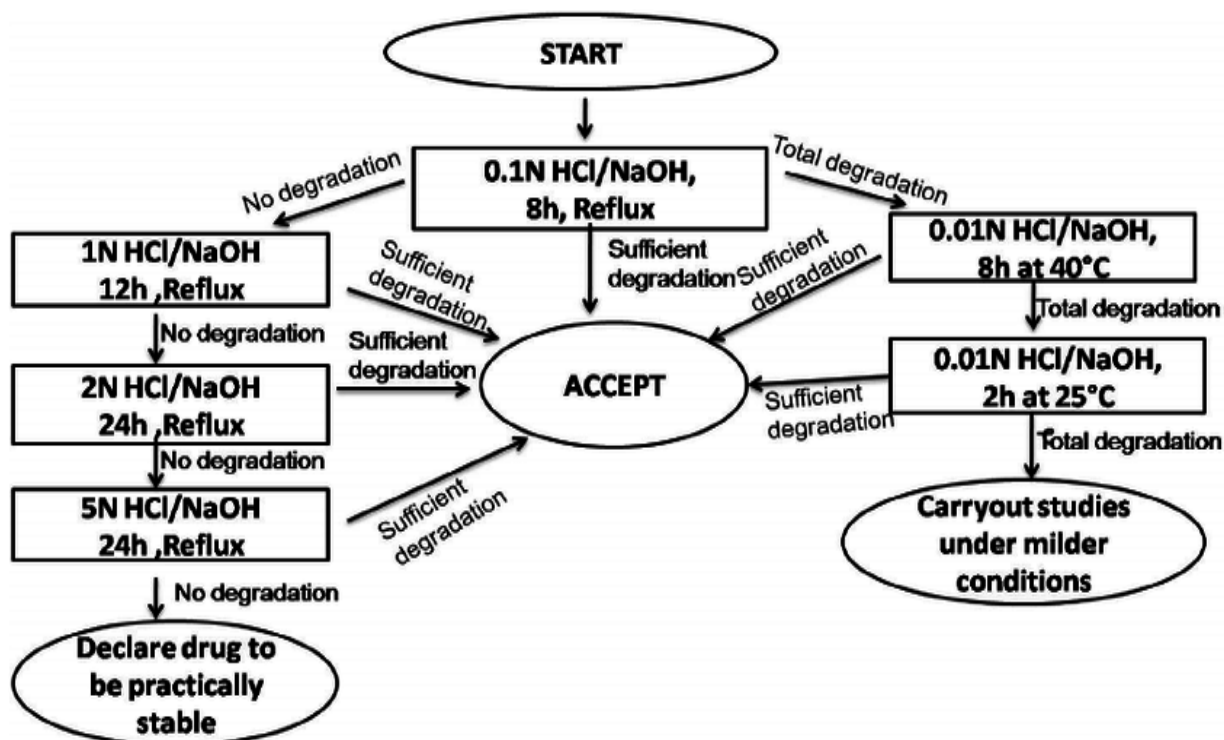 START
0.1N HCl/NaOH,
8h, Reflux
No degradation
Total degradation
1N HCl/NaOH
12h ,Reflux
Sufficient
degradation
Sufficient
degradation
Sufficient
degradation
0.01N HCl/NaOH,
8h at 40°C
No degradation
Total degradation
2N HCl/NaOH
24h ,Reflux
Sufficient
degradation
ACCEPT
0.01N HCl/NaOH,
2h at 25°C
Sufficient
degradation
No degradation
Total degradation
5N HCl/NaOH
24h ,Reflux
Sufficient
degradation
Carryout studies
under milder
conditions
No degradation
Declare drug to
be practically
stable